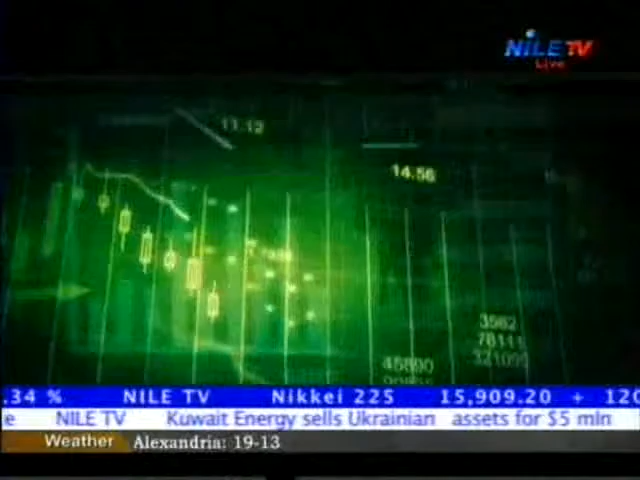 NiLE TV
Live
11.12
14.56
3562
45890
.34 % NILE TV Nikkei 225 15,909.20 + 120
e NILE TV Kuwait Energy sells Ukrainian assets for $5 mln
Weather Alexandria: 19-13